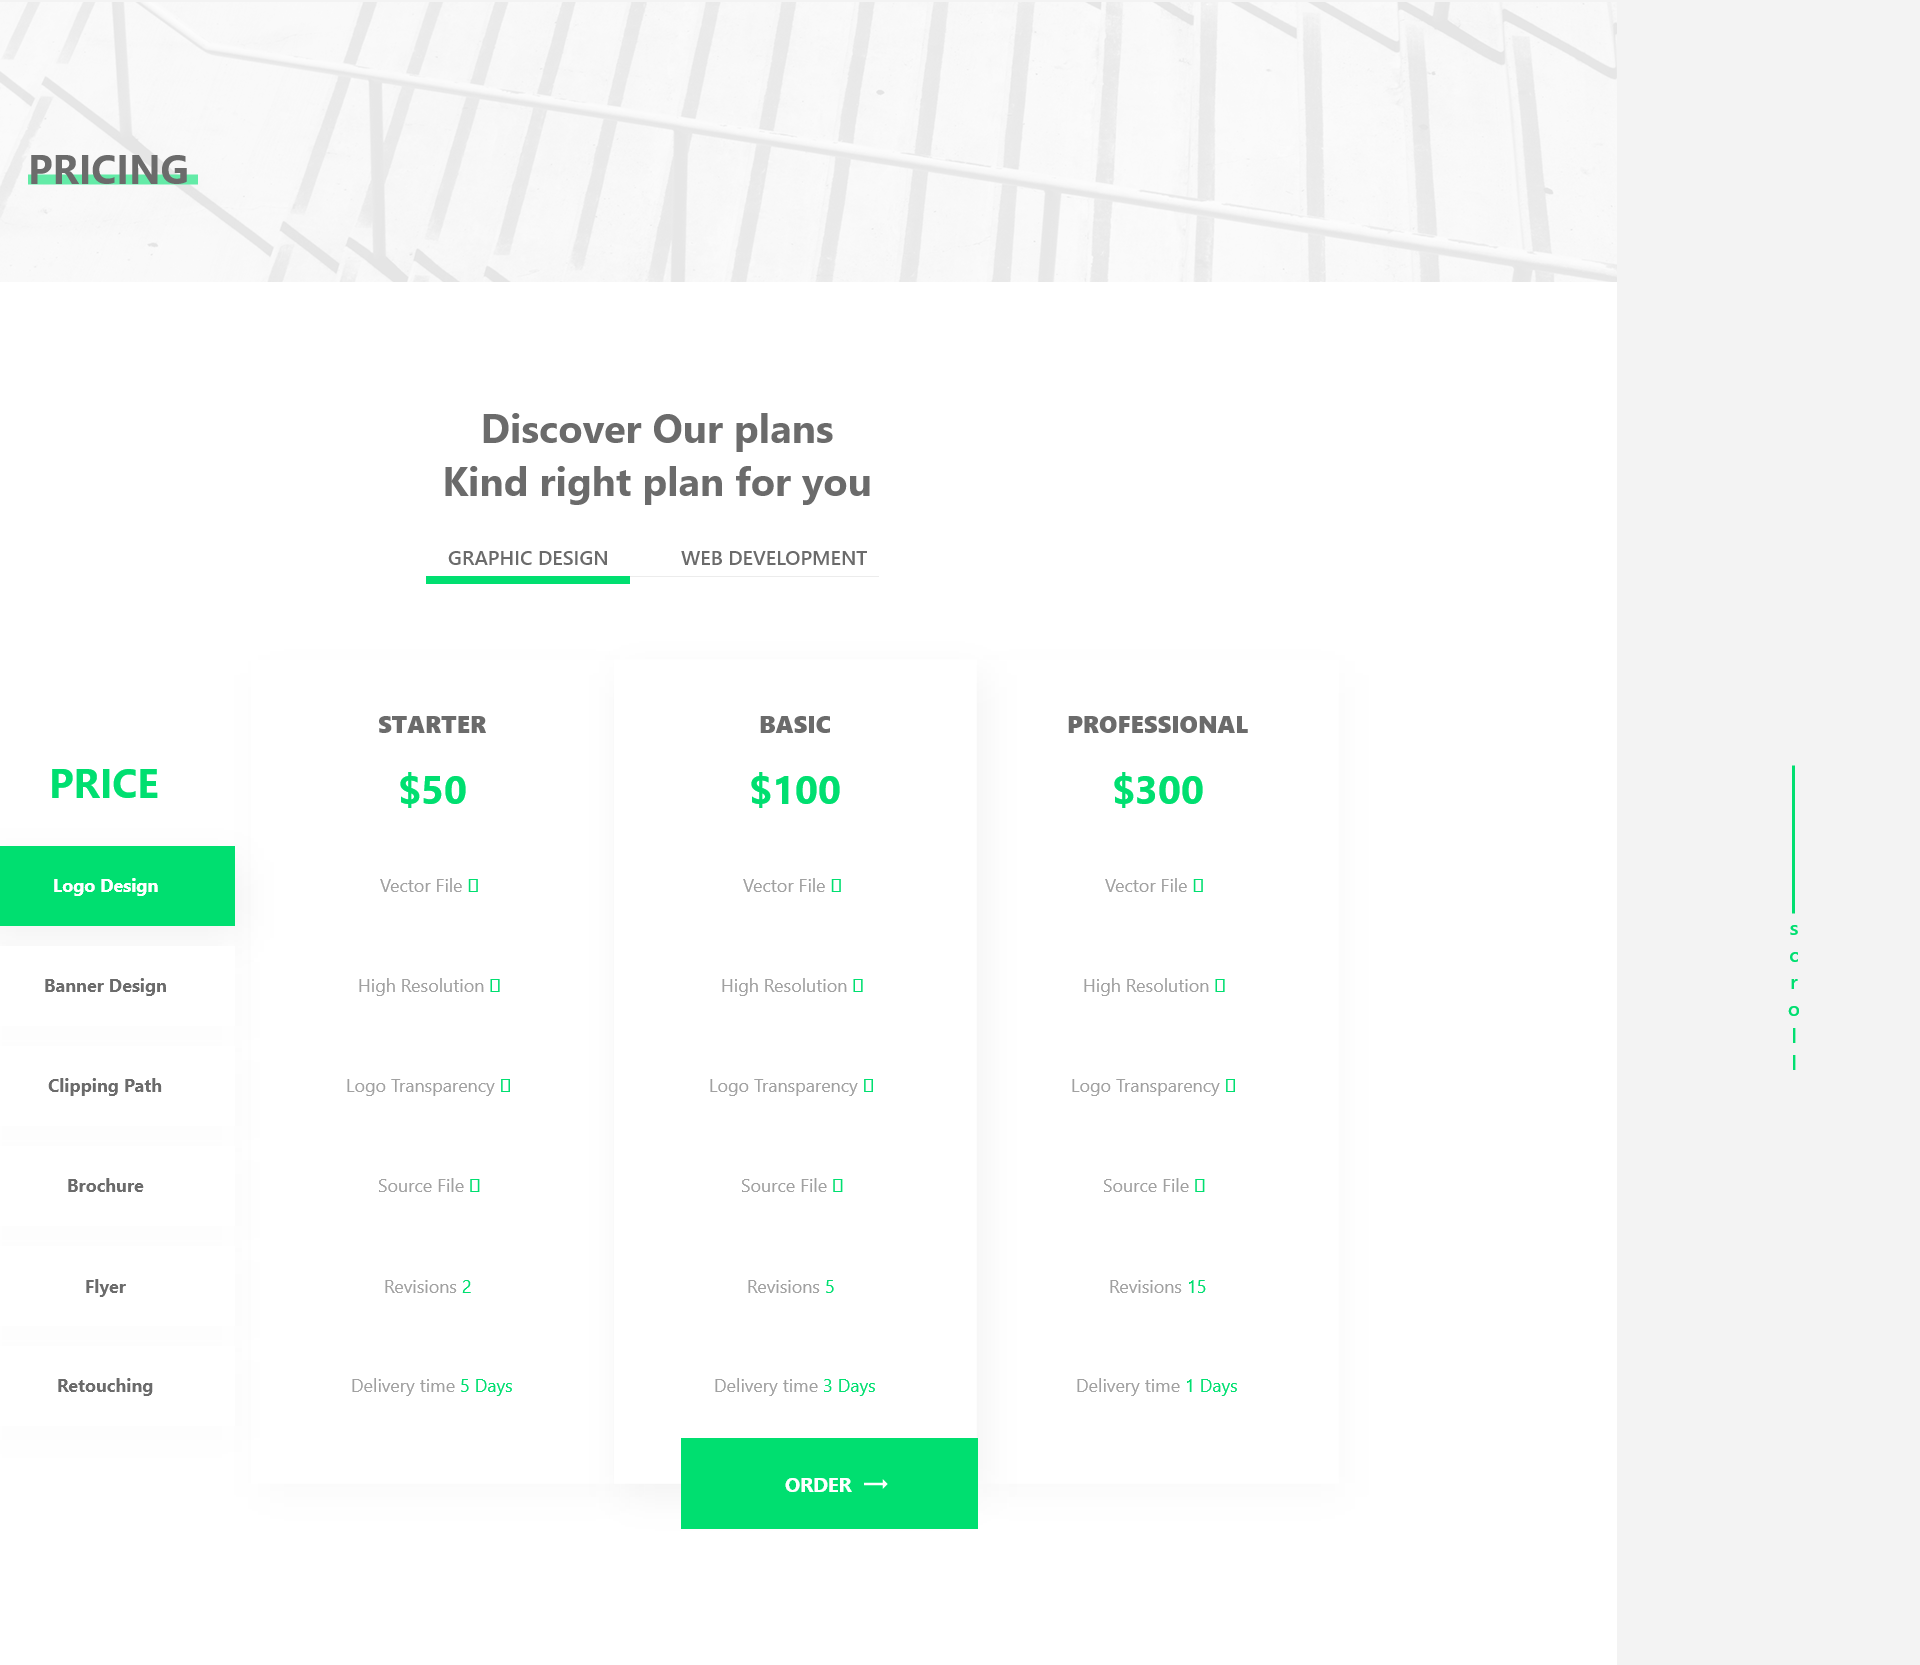 PRICING
Discover Our plans
Kind right plan for you
GRAPHIC DESIGN WEB DEVELOPMENT
STARTER BASIC PROFESSIONAL
PRICE $50 $100 $300
Logo Design Vector File Vector File Vector File
Banner Design High Resolution High Resolution High Resolution
Clipping Path Logo Transparency Logo Transparency Logo Transparency
Brochure Source File Source File Source File
Flyer Revisions 2 Revisions 5 Revisions 15
Retouching Delivery time 5 Days Delivery time 3 Days Delivery time 1 Days
ORDER →
scroll